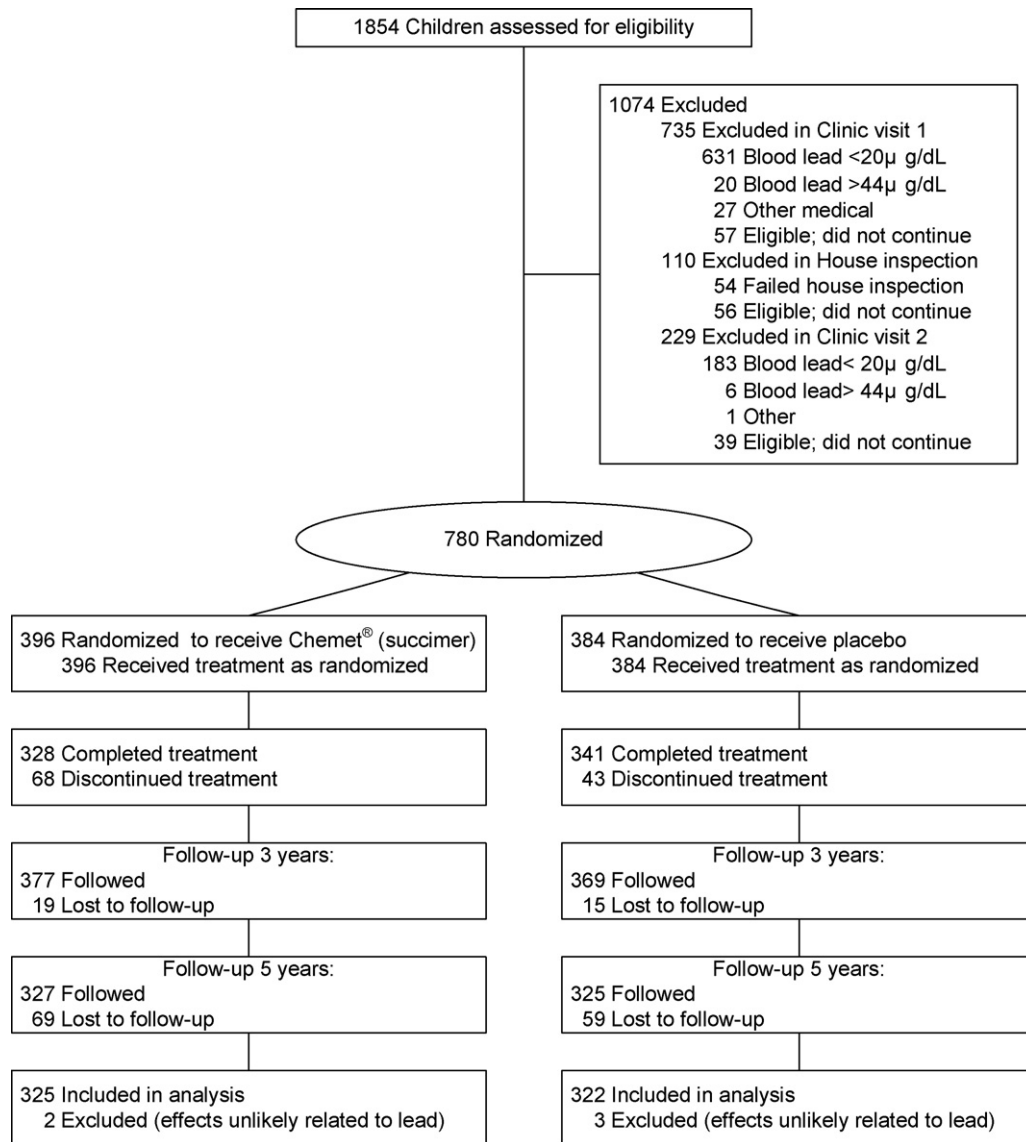 1854 Children assessed for eligibility
1074 Excluded
735 Excluded in Clinic visit 1
631 Blood lead <20µ g/dL
20 Blood lead >44µ g/dL
27 Other medical
57 Eligible; did not continue
110 Excluded in House inspection
54 Failed house inspection
56 Eligible; did not continue
229 Excluded in Clinic visit 2
183 Blood lead< 20µ g/dL
6 Blood lead> 44µ g/dL
1 Other
39 Eligible; did not continue
780 Randomized
396 Randomized to receive Chemet® (succimer)
396 Received treatment as randomized
384 Randomized to receive placebo
384 Received treatment as randomized
328 Completed treatment
68 Discontinued treatment
341 Completed treatment
43 Discontinued treatment
Follow-up 3 years:
377 Followed
19 Lost to follow-up
Follow-up 3 years:
369 Followed
15 Lost to follow-up
Follow-up 5 years:
327 Followed
69 Lost to follow-up
Follow-up 5 years:
325 Followed
59 Lost to follow-up
325 Included in analysis
2 Excluded (effects unlikely related to lead)
322 Included in analysis
3 Excluded (effects unlikely related to lead)